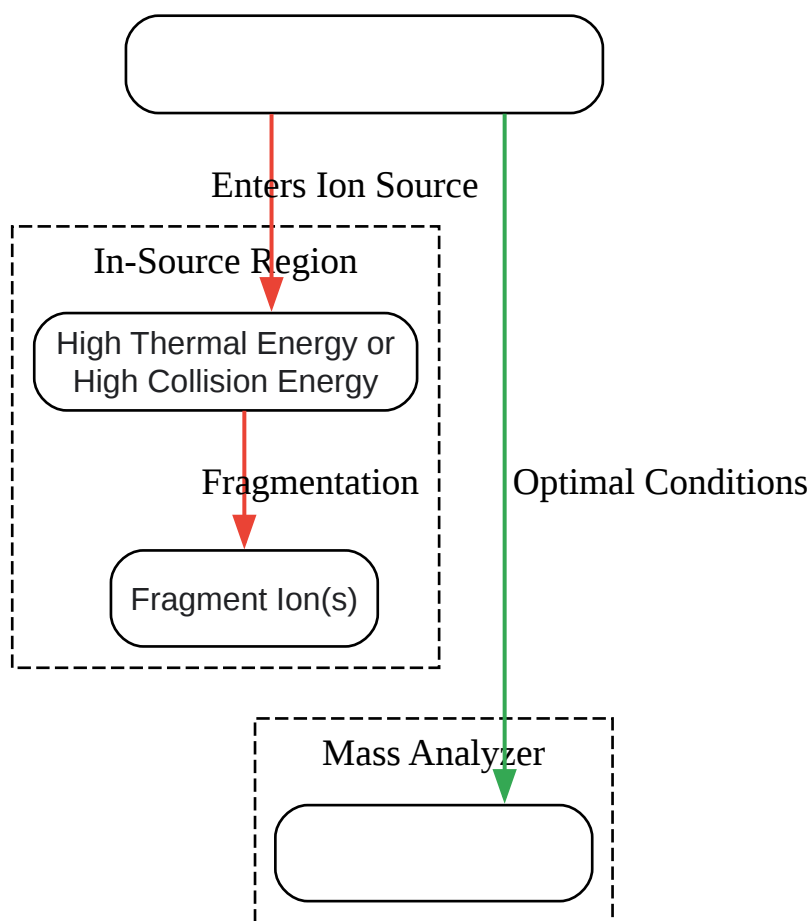 Enters Ion Source
In-Source Region
High Thermal Energy or
High Collision Energy
Fragmentation
Optimal Conditions
Fragment Ion(s)
Mass Analyzer